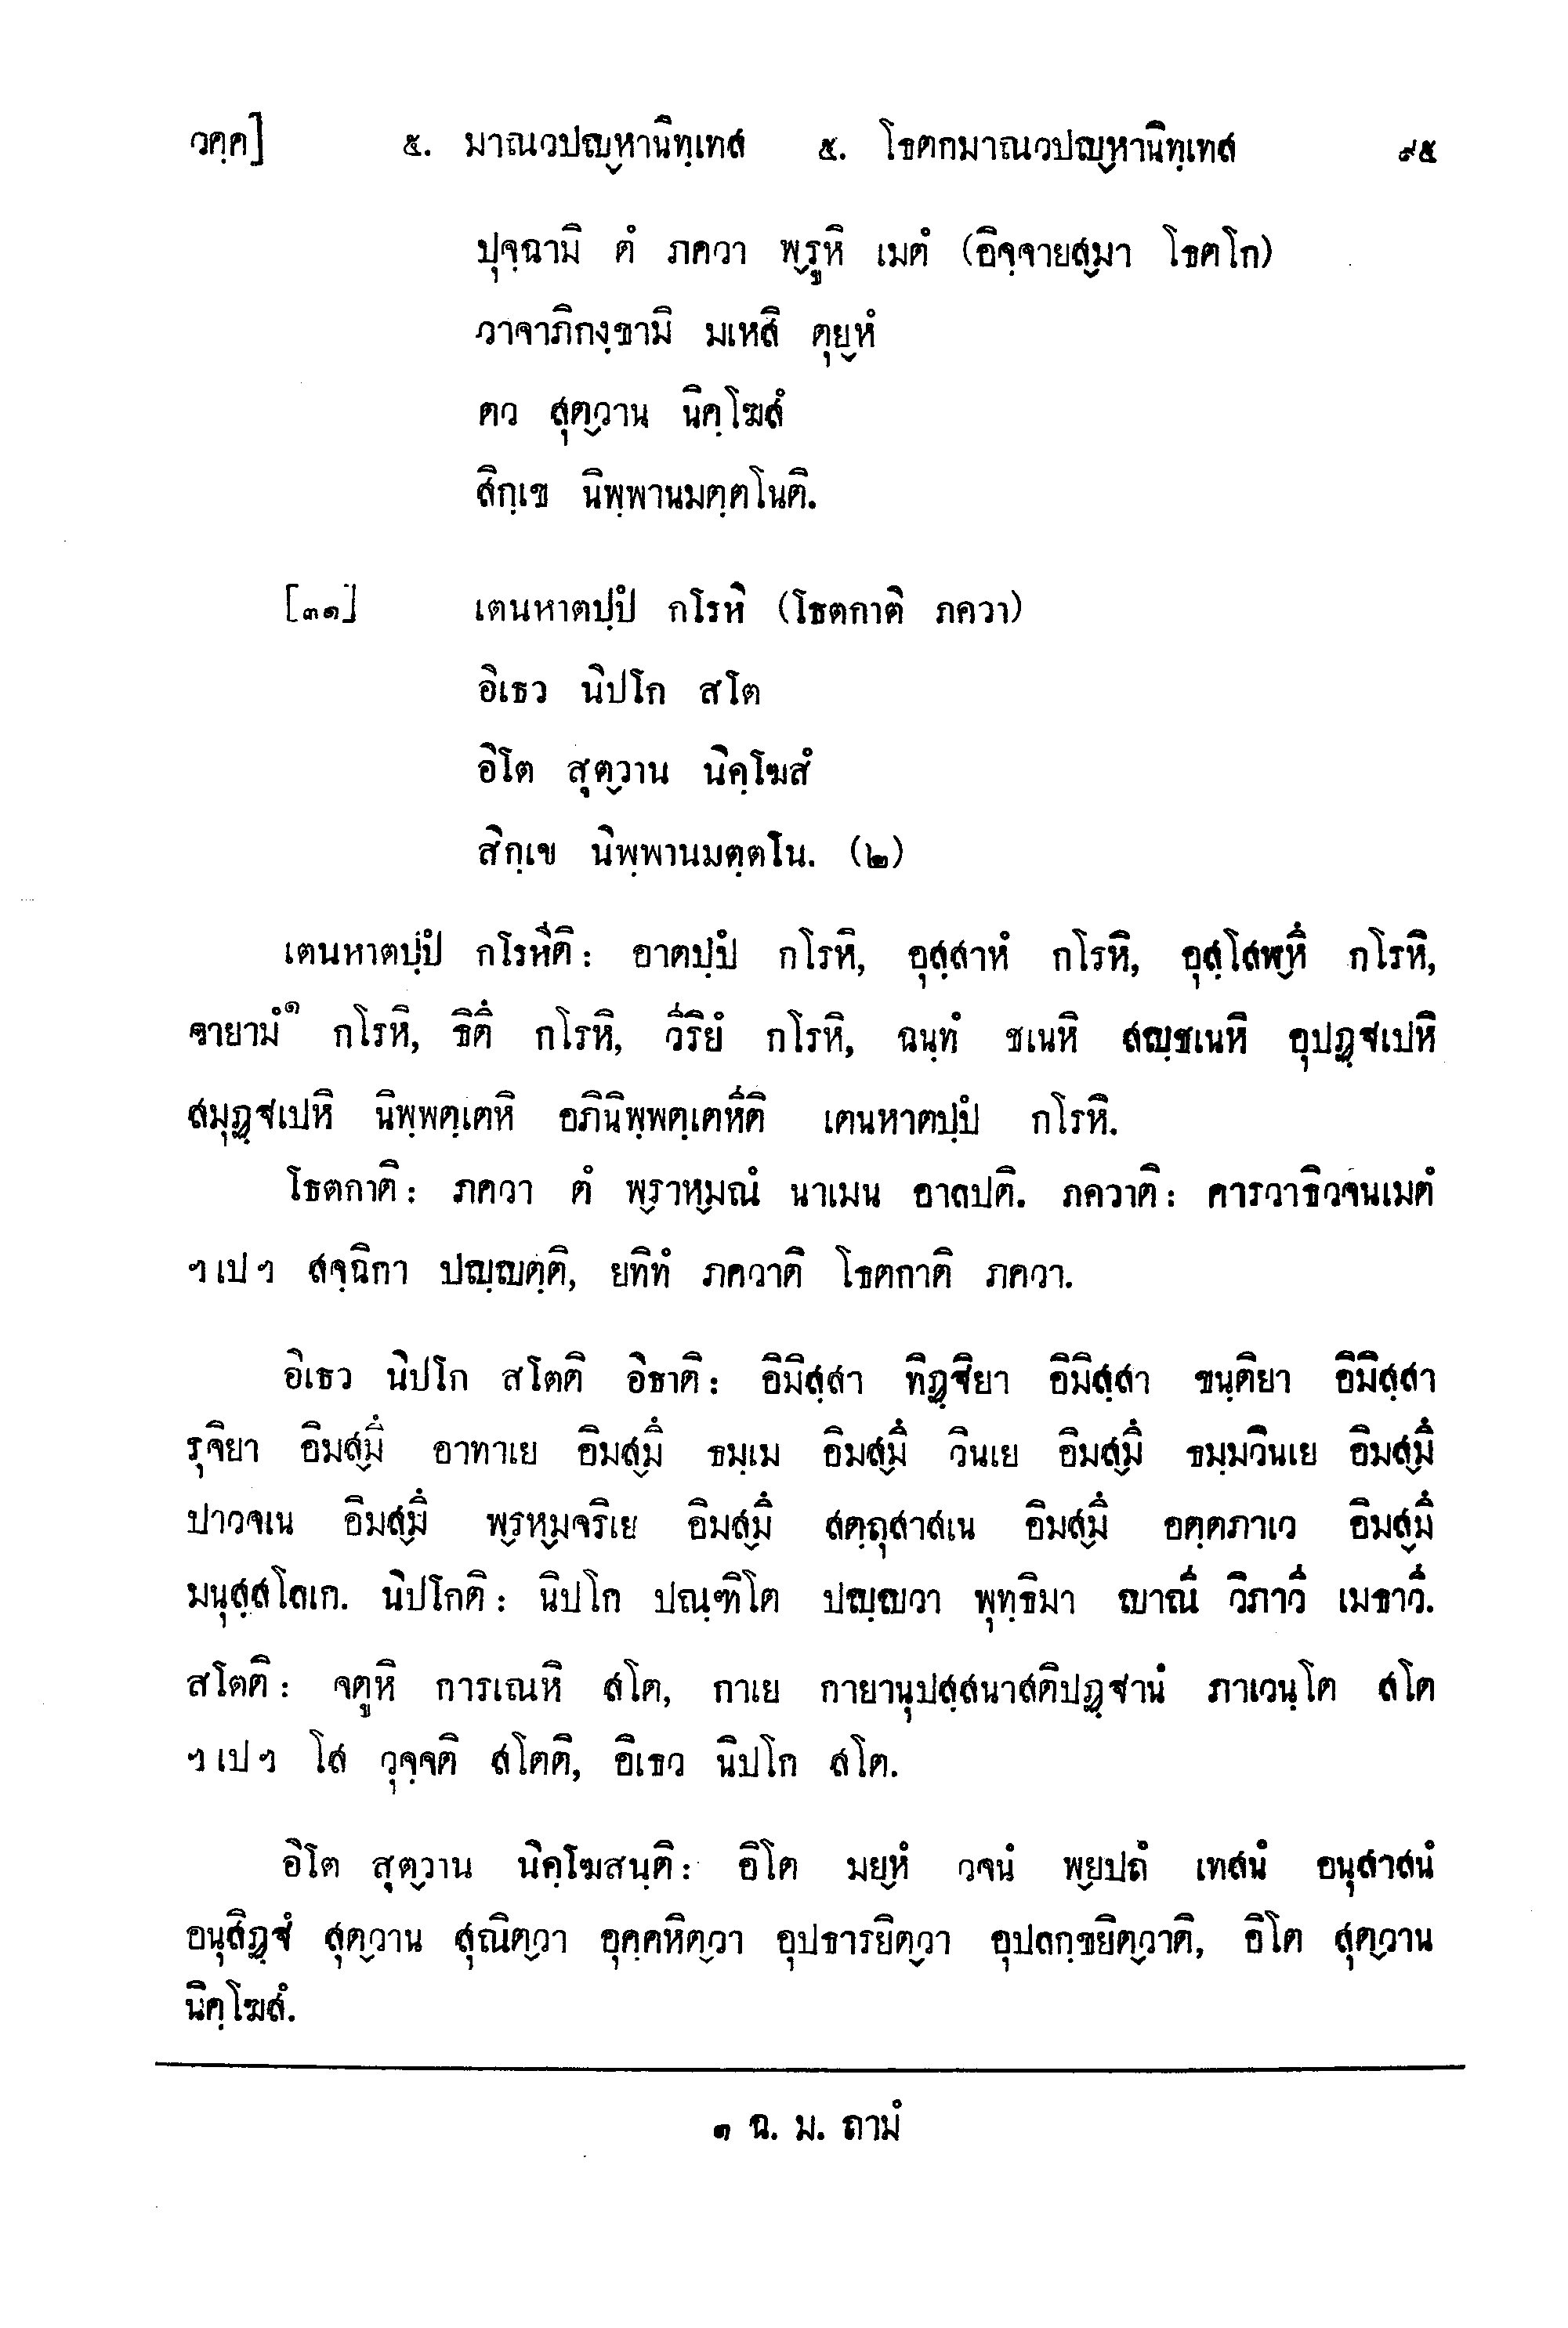 วคฺค]	๕. มาณวปญฺหานิทฺเทส ๕. โธตกมาณวปญฺหานิทฺเทส	๙๕
ปุจฺฉามิ ตํ ภควา พฺรูหิ เมตํ (อิจฺจายสฺมา โธตโก)
วาจาภิกงฺขามิ มเหสิ ตุยฺหํ
ตว สุตฺวาน นิคฺโฆสํ
สิกฺเข นิพฺพานมตฺตโนติ.
[๓๑]	เตนหาตปฺปํ กโรหิ (โธตกาติ ภควา)
อิเธว นิปโก สโต
อิโต สุตฺวาน นิคฺโฆสํ
สิกฺเข นิพฺพานมตฺตโน. (๒)
เตนหาตปฺปํ กโรหีติ: อาตปฺปํ กโรหิ, อุสฺสาหํ กโรหิ, อุสฺโสฬฺหึ กโรหิ,
วายามํ๑ กโรหิ, ธิตึ กโรหิ, วีริยํ กโรหิ, ฉนฺทํ ชเนหิ สญฺชเนหิ อุปฏฺฐเปหิ
สมุฏฺฐเปหิ นิพฺพตฺเตหิ อภินิพฺพตฺเตหีติ เตนหาตปฺปํ กโรหิ.
โธตกาติ: ภควา ตํ พฺราหฺมณํ นาเมน อาลปติ. ภควาติ: คารวาธิวจนเมตํ
ฯเปฯ สจฺฉิกา ปญฺญตฺติ, ยทิทํ ภควาติ โธตกาติ ภควา.
อิเธว นิปโก สโตติ อิธาติ: อิมิสฺสา ทิฏฺฐิยา อิมิสฺสา ขนฺติยา อิมิสฺสา
รุจิยา อิมสฺมึ อาทาเย อิมสฺมึ ธมฺเม อิมสฺมึ วินเย อิมสฺมึ ธมฺมวินเย อิมสฺมึ
ปาวจเน อิมสฺมึ พฺรหฺมจริเย อิมสฺมึ สตฺถุสาสเน อิมสฺมึ อตฺตภาเว อิมสฺมึ
มนุสฺสโลเก. นิปโกติ: นิปโก ปณฺฑิโต ปญฺญวา พุทฺธิมา ญาณี วิภาวี เมธาวี.
สโตติ: จตูหิ การเณหิ สโต, กาเย กายานุปสฺสนาสติปฏฺฐานํ ภาเวนฺโต สโต
ฯเปฯ โส วุจฺจติ สโตติ, อิเธว นิปโก สโต.
อิโต สุตฺวาน นิคฺโฆสนฺติ: อิโต มยฺหํ วจนํ พฺยปถํ เทสนํ อนุสาสนํ
อนุสิฏฺฐํ สุตฺวาน สุณิตฺวา อุคฺคหิตฺวา อุปธารยิตฺวา อุปลกฺขยิตฺวาติ, อิโต สุตฺวาน
นิคฺโฆสํ.
๑ ฉ. ม. ถามํ